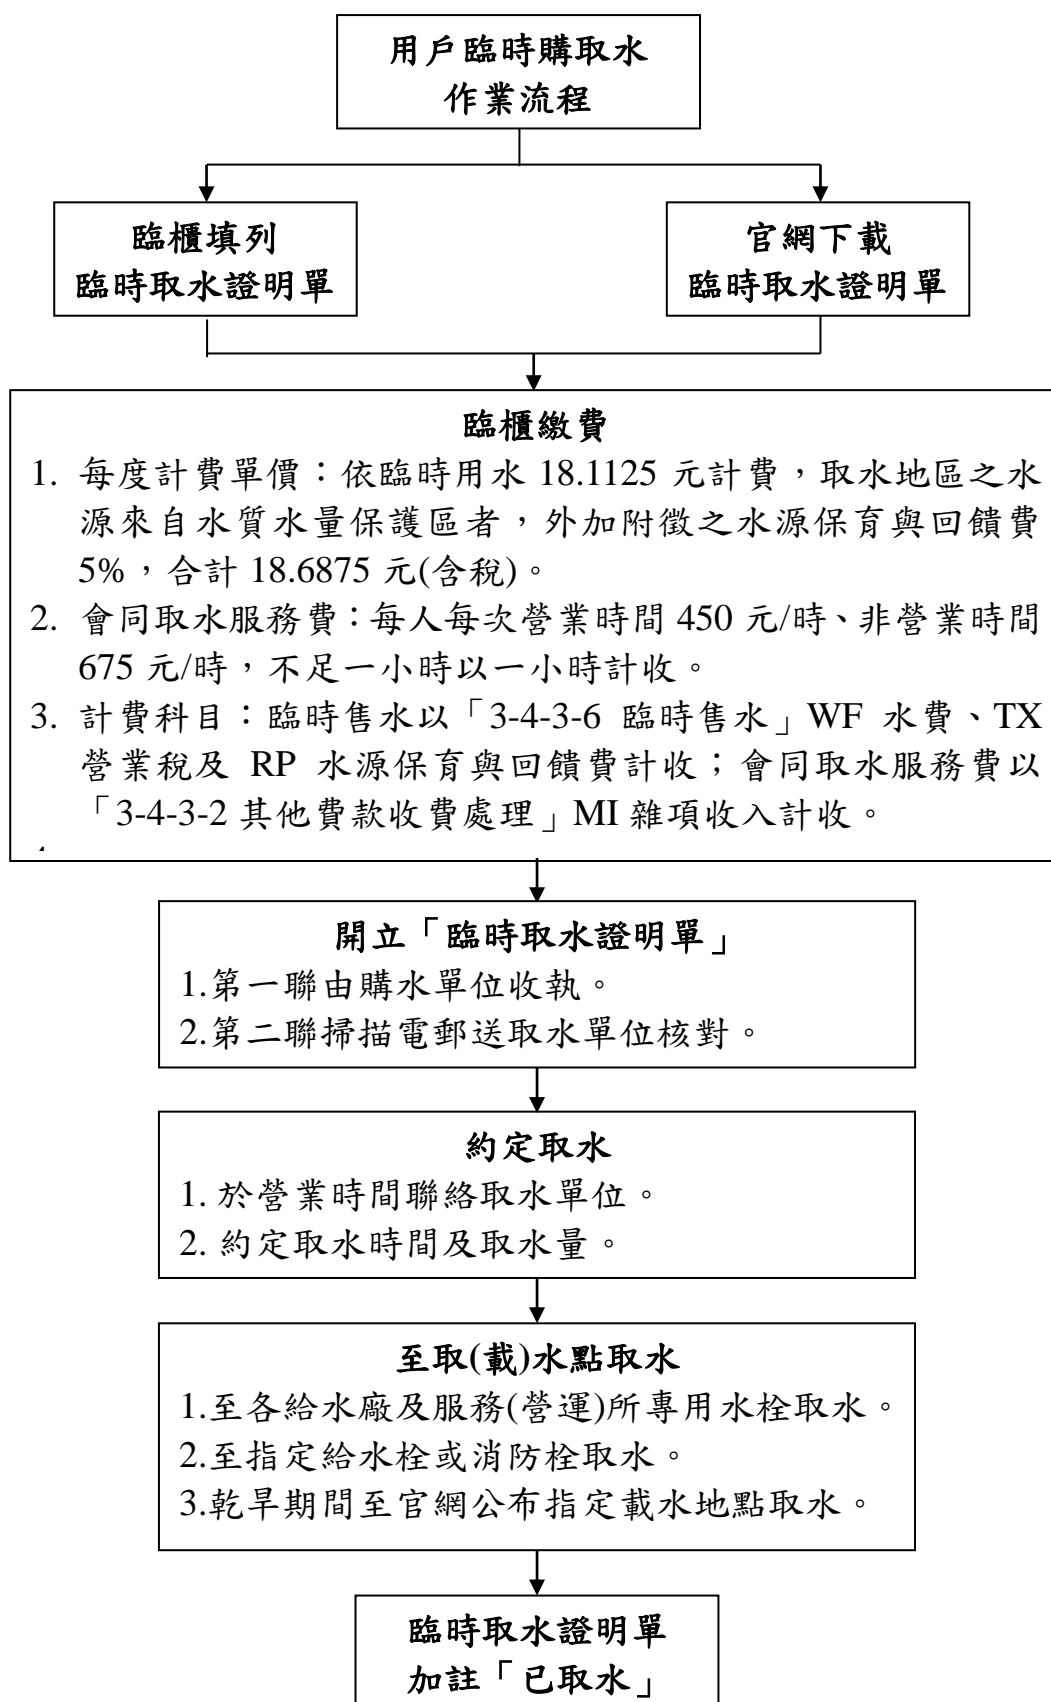 用戶臨時購取水
作業流程
臨櫃填列
臨時取水證明單
官網下載
臨時取水證明單
臨櫃繳費
1. 每度計費單價：依臨時用水 18.1125 元計費，取水地區之水
源來自水質水量保護區者，外加附徵之水源保育與回饋費
5%，合計 18.6875 元(含稅)。
2. 會同取水服務費：每人每次營業時間 450 元/時、非營業時間
675 元/時，不足一小時以一小時計收。
3. 計費科目：臨時售水以「3-4-3-6 臨時售水」WF 水費、TX
營業稅及 RP 水源保育與回饋費計收；會同取水服務費以
「3-4-3-2 其他費款收費處理」MI 雜項收入計收。
開立「臨時取水證明單」
1.第一聯由購水單位收執。
2.第二聯掃描電郵送取水單位核對。
約定取水
1. 於營業時間聯絡取水單位。
2. 約定取水時間及取水量。
至取(載)水點取水
1.至各給水廠及服務(營運)所專用水栓取水。
2.至指定給水栓或消防栓取水。
3.乾旱期間至官網公布指定載水地點取水。
臨時取水證明單
加註「已取水」